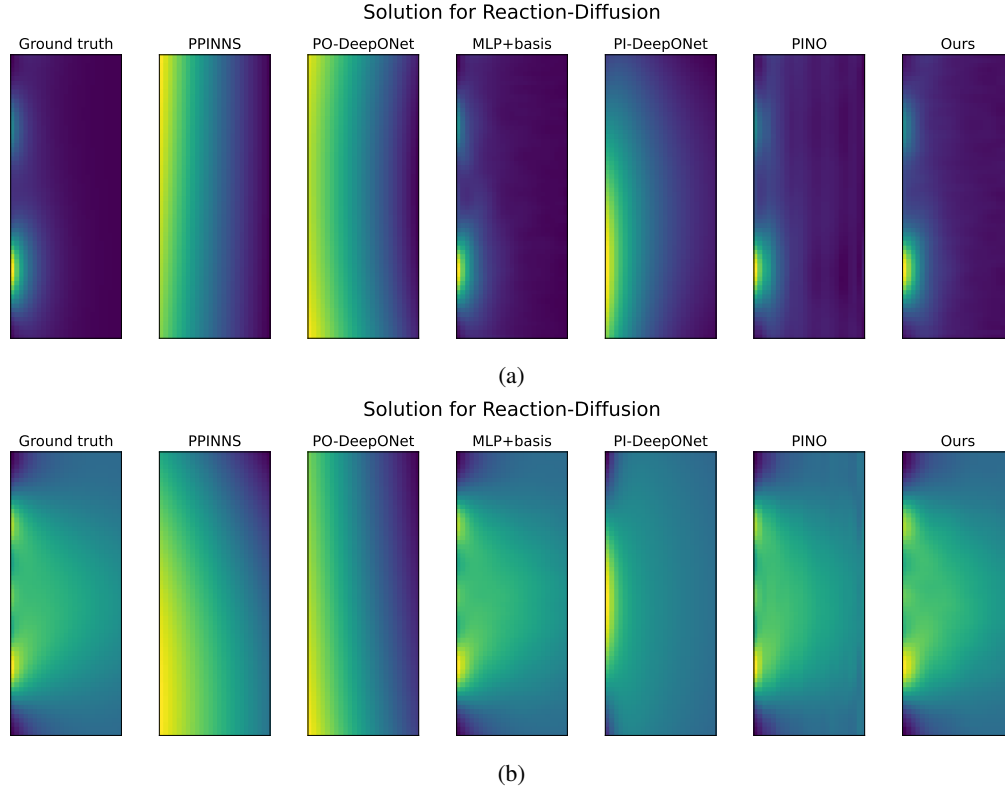 Solution for Reaction-Diffusion
Ground truth PPINNS PO-DeepONet MLP+basis PI-DeepONet PINO Ours
(a)
Solution for Reaction-Diffusion
Ground truth PPINNS PO-DeepONet MLP+basis PI-DeepONet PINO Ours
(b)